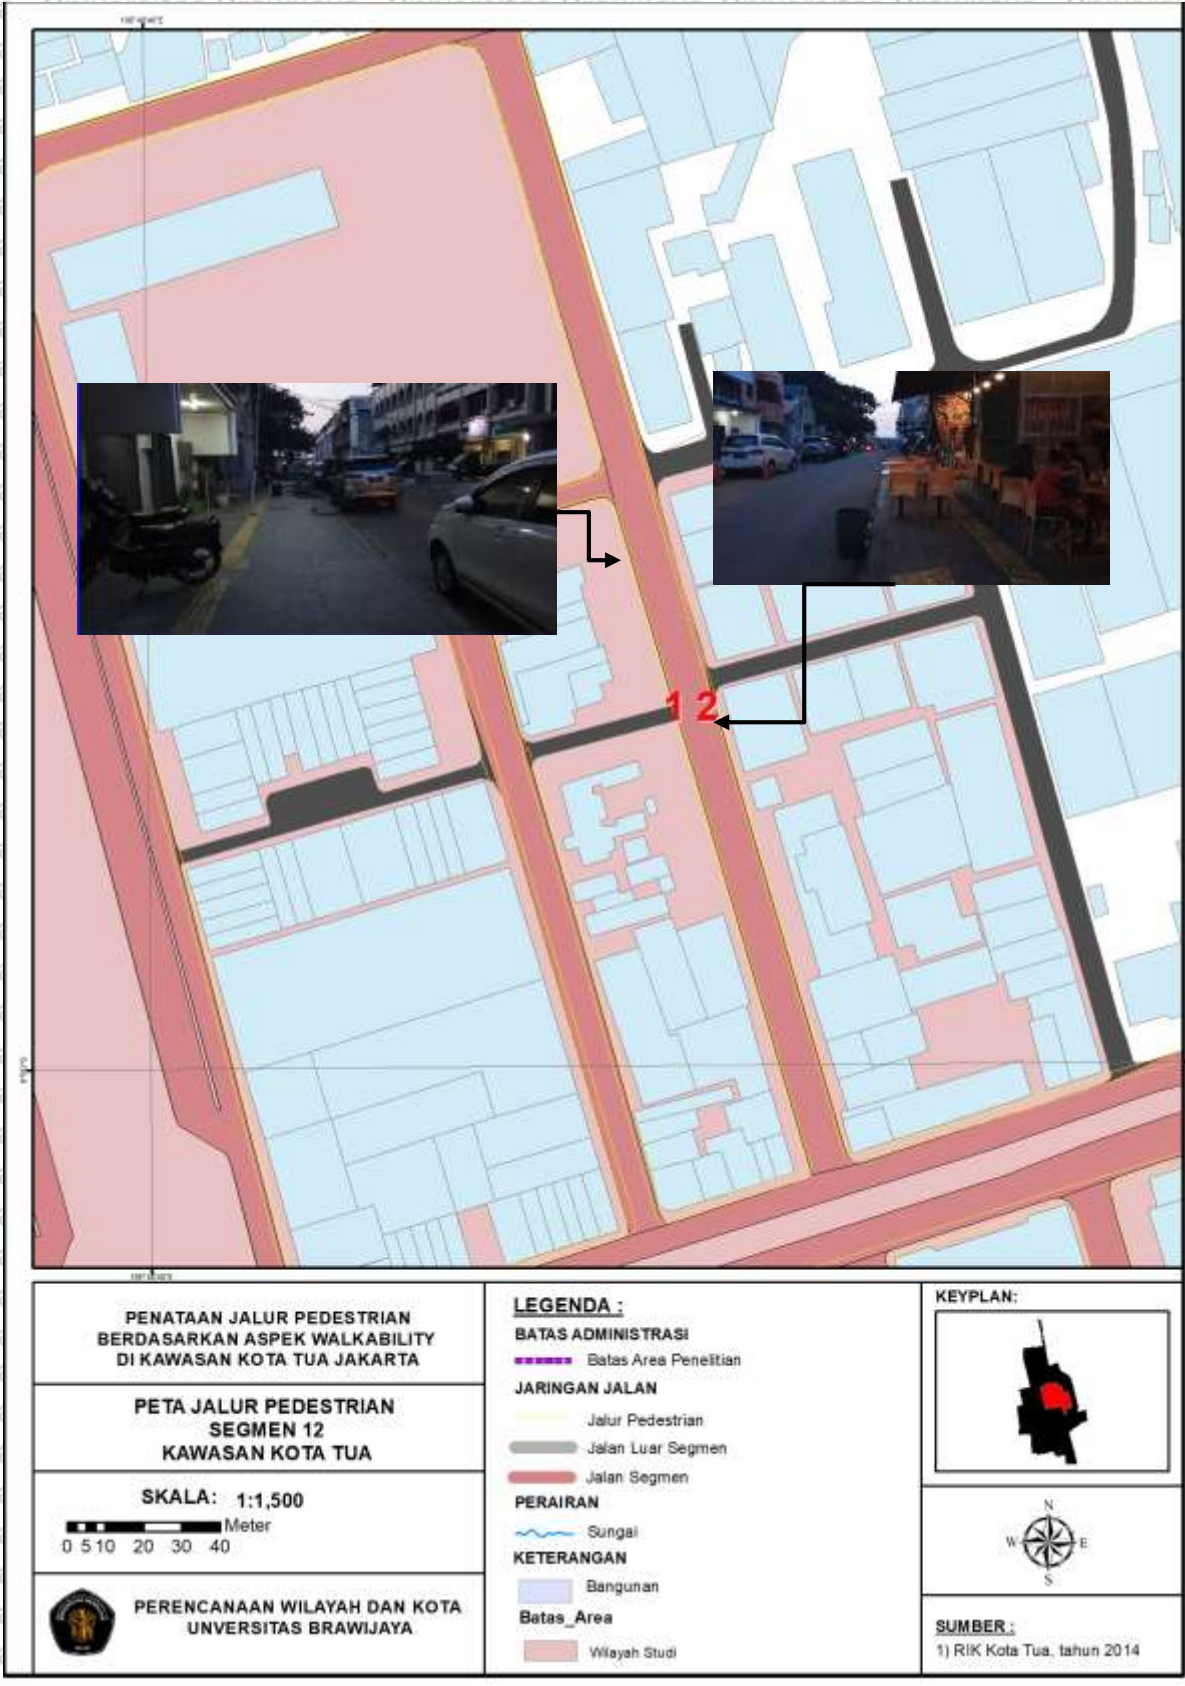 12
PENATAAN JALUR PEDESTRIAN
BERDASARKAN ASPEK WALKABILITY
DI KAWASAN KOTA TUA JAKARTA
PETA JALUR PEDESTRIAN
SEGMEN 12
KAWASAN KOTA TUA
SKALA: 1:1,500
Meter
0 5 10 20 30 40
PERENCANAAN WILAYAH DAN KOTA
UNVERSITAS BRAWIJAYA
LEGENDA :
BATAS ADMINISTRASI
Batas Area Penelitian
JARINGAN JALAN
Jalur Pedestrian
Jalan Luar Segmen
Jalan Segmen
PERAIRAN
Sungai
KETERANGAN
Bangunan
Batas_Area
Wilayah Studi
KEYPLAN:
N
W E
S
SUMBER :
1) RIK Kota Tua, tahun 2014